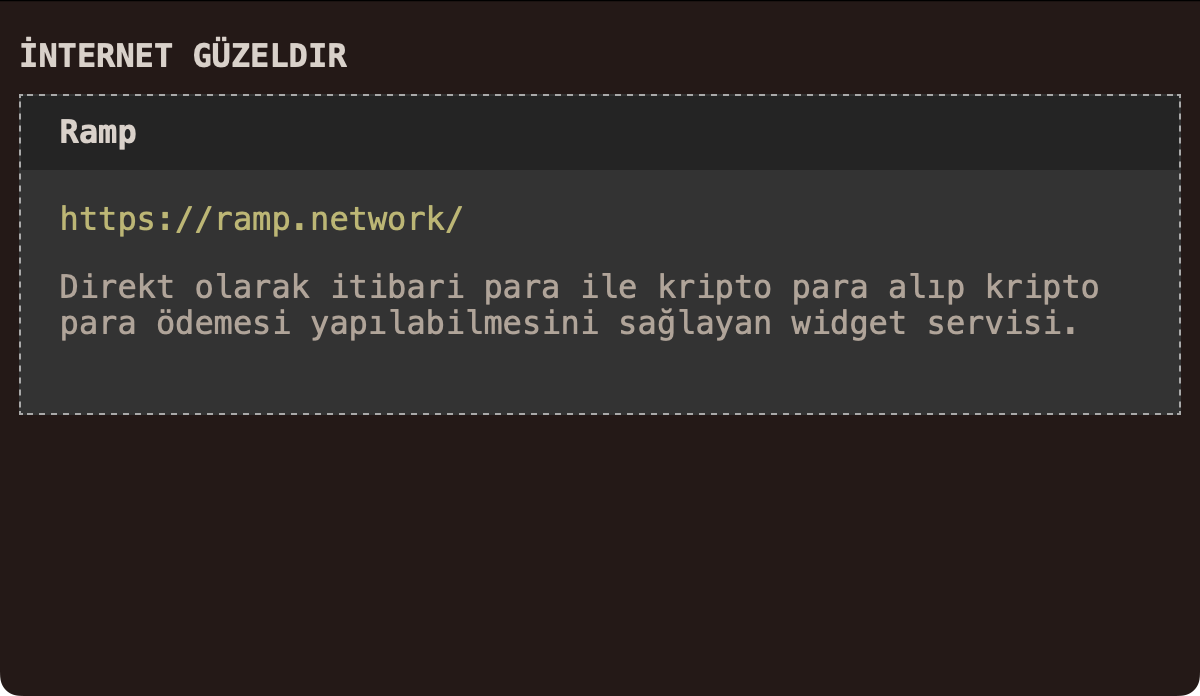 İNTERNET GÜZELDIR
Ramp
https://ramp.network/
Direkt olarak itibari para ile kripto para alıp kripto
para ödemesi yapılabilmesini sağlayan widget servisi.